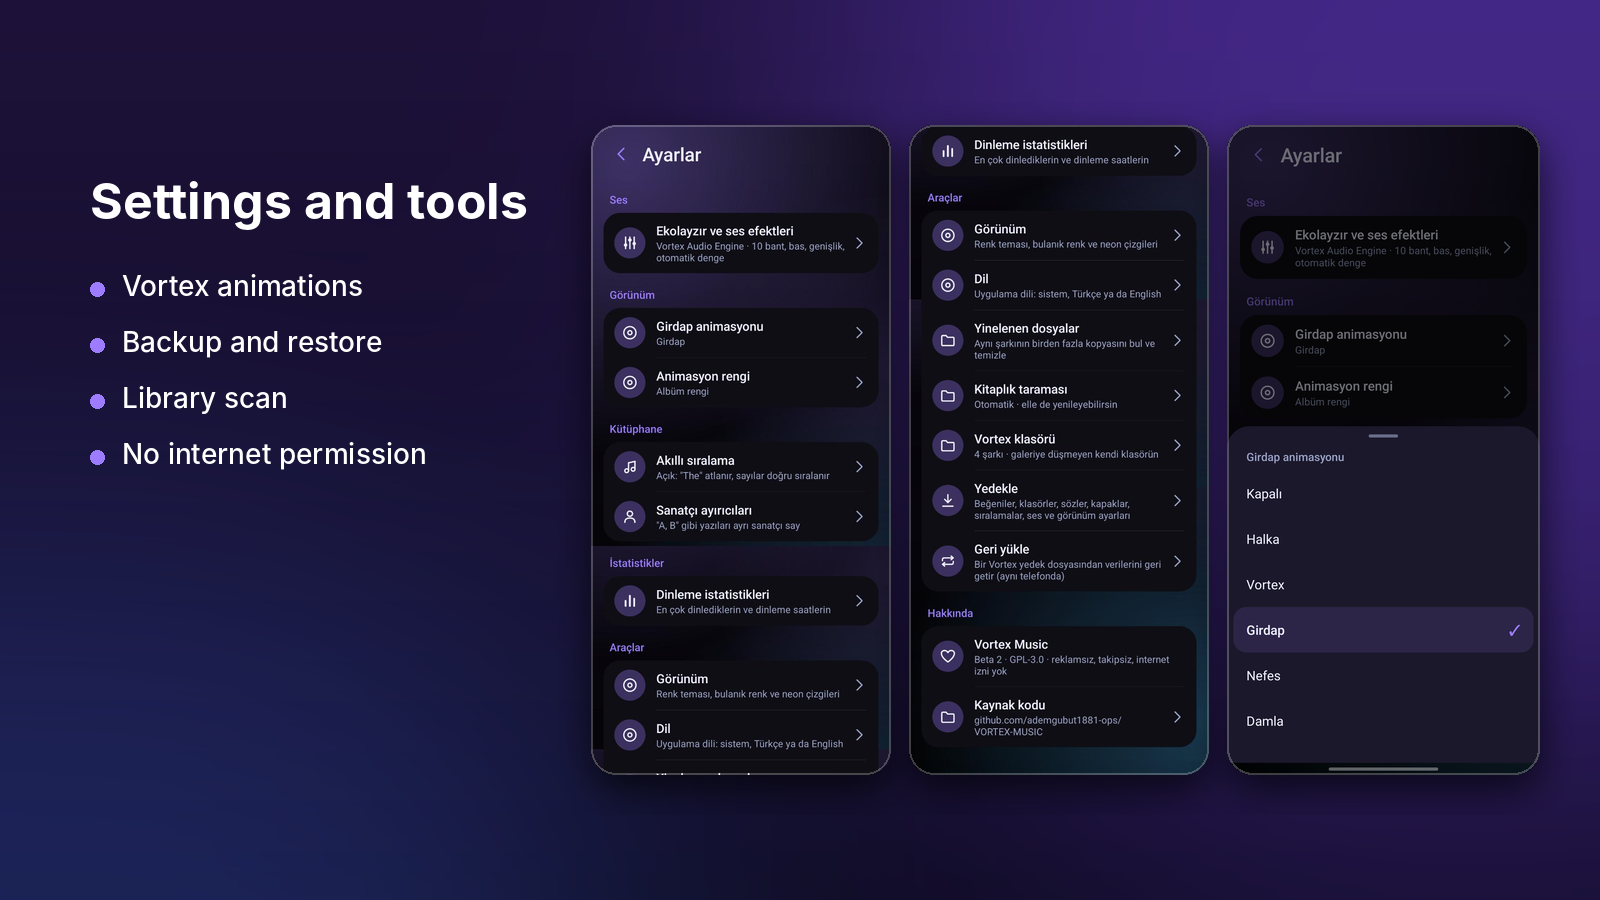 Settings and tools
Vortex animations
Backup and restore
Library scan
No internet permission
Ayarlar
Ses
Ekolayzır ve ses efektleri
Vortex Audio Engine · 10 bant, bas, genişlik,
otomatik denge
Görünüm
Girdap animasyonu
Girdap
Animasyon rengi
Albüm rengi
Kütüphane
Akıllı sıralama
Açık: "The" atlanır, sayılar doğru sıralanır
Sanatçı ayırıcıları
"A, B" gibi yazıları ayrı sanatçı say
İstatistikler
Dinleme istatistikleri
En çok dinlediklerin ve dinleme saatlerin
Araçlar
Görünüm
Renk teması, bulanık renk ve neon çizgileri
Dil
Uygulama dili: sistem, Türkçe ya da English
Dinleme istatistikleri
En çok dinlediklerin ve dinleme saatlerin
Araçlar
Görünüm
Renk teması, bulanık renk ve neon çizgileri
Dil
Uygulama dili: sistem, Türkçe ya da English
Yinelenen dosyalar
Aynı şarkının birden fazla kopyasını bul ve
temizle
Kitaplık taraması
Otomatik · elle de yenileyebilirsin
Vortex klasörü
4 şarkı · galeriye düşmeyen kendi klasörün
Yedekle
Beğeniler, klasörler, sözler, kapaklar,
sıralamalar, ses ve görünüm ayarları
Geri yükle
Bir Vortex yedek dosyasından verilerini geri
getir (aynı telefonda)
Hakkında
Vortex Music
Beta 2 · GPL-3.0 · reklamsız, takipsiz, internet
izni yok
Kaynak kodu
github.com/ademgubut1881-ops/
VORTEX-MUSIC
Ayarlar
Ses
Ekolayzır ve ses efektleri
Vortex Audio Engine · 10 bant, bas, genişlik,
otomatik denge
Görünüm
Girdap animasyonu
Girdap
Animasyon rengi
Albüm rengi
Girdap animasyonu
Kapalı
Halka
Vortex
Girdap
Nefes
Damla